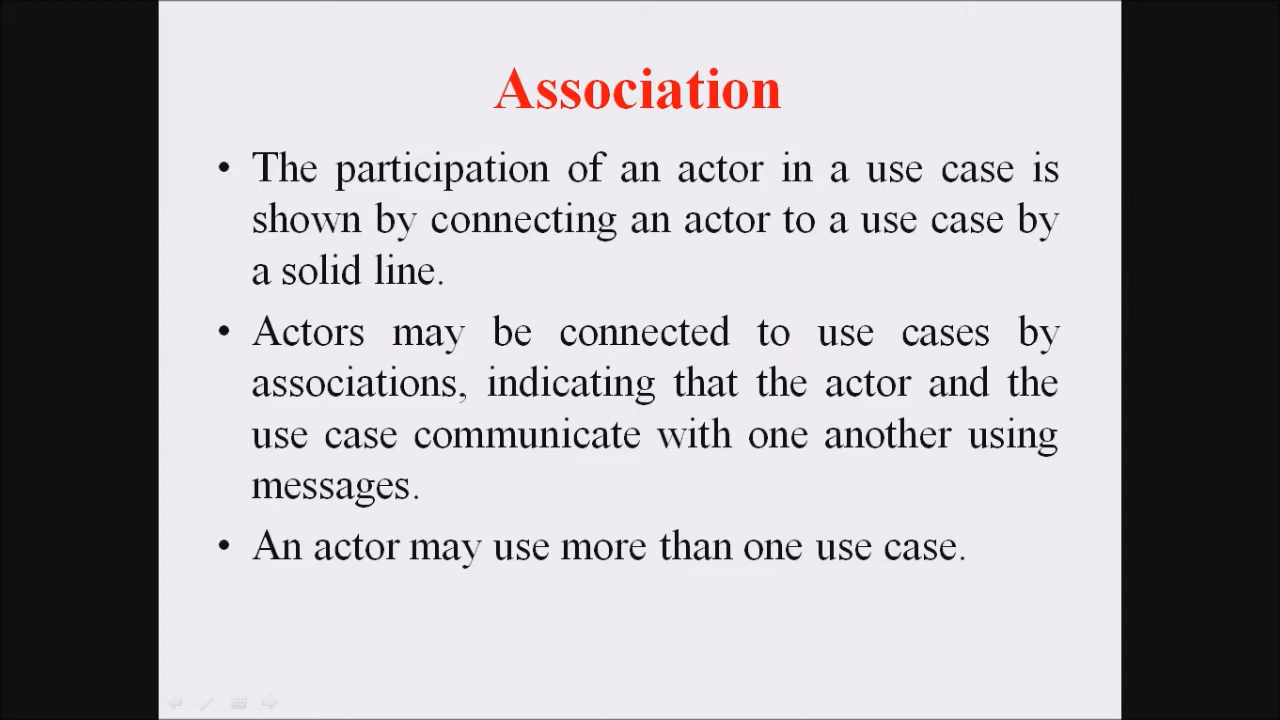 Association
• The participation of an actor in a use case is
shown by connecting an actor to a use case by
a solid line.
• Actors may be connected to use cases by
associations, indicating that the actor and the
use case communicate with one another using
messages.
• An actor may use more than one use case.